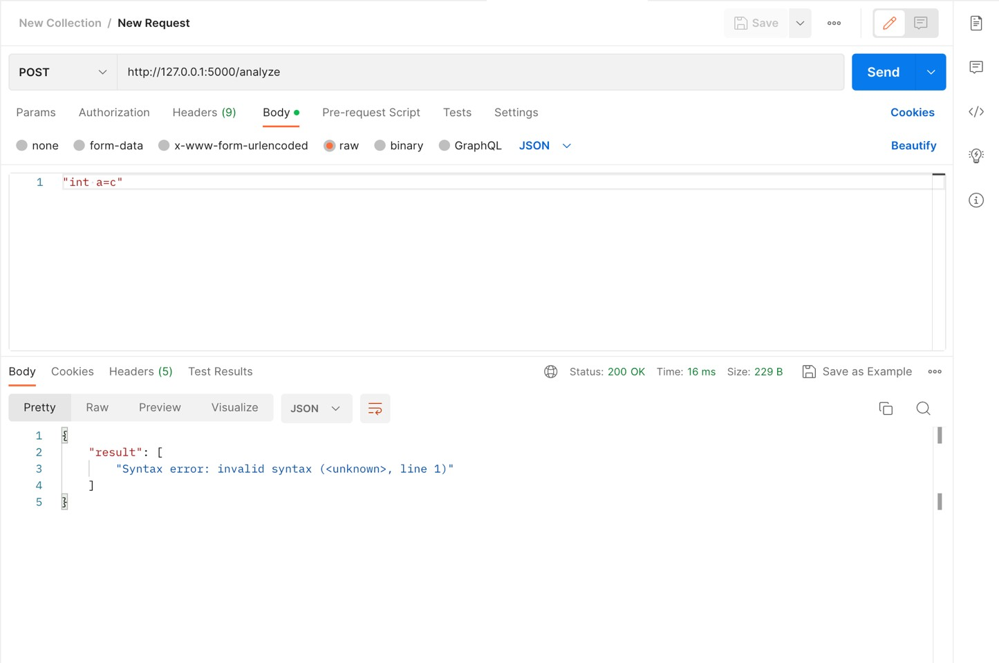 New Collection / New Request
Save
POST
http://127.0.0.1:5000/analyze
Send
Params Authorization Headers (9) Body Pre-request Script Tests Settings Cookies
none form-data x-www-form-urlencoded raw binary GraphQL JSON Beautify
1 "int a=c"
Body Cookies Headers (5) Test Results Status: 200 OK Time: 16 ms Size: 229 B Save as Example
Pretty Raw Preview Visualize JSON
1 {
2 "result": [
3 "Syntax error: invalid syntax (<unknown>, line 1)"
4 ]
5 }